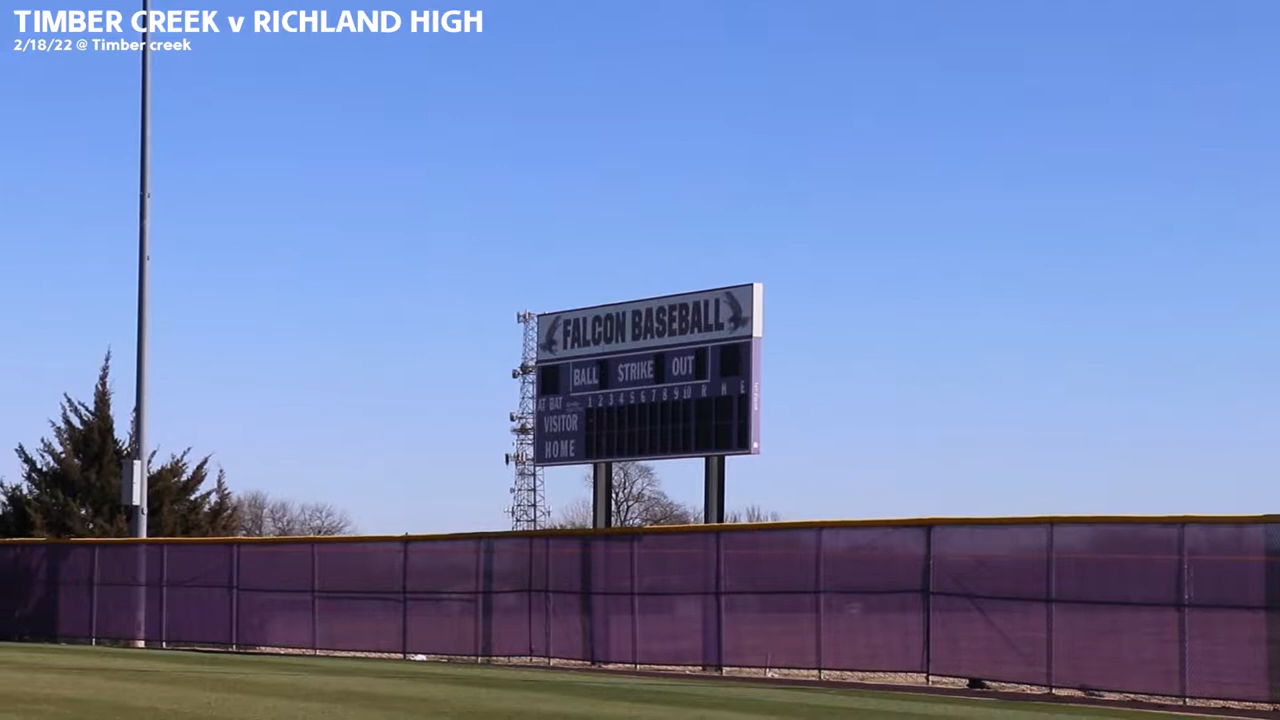 TIMBER CREEK v RICHLAND HIGH
2/18/22 @ Timber creek
FALCON BASEBALL
BALL STRIKE OUT
AT BAT 1 2 3 4 5 6 7 8 9 10 R H E
VISITOR
HOME